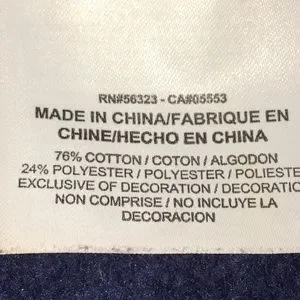 RN#56323 - CA#05553
MADE IN CHINA/FABRIQUE EN
CHINE/HECHO EN CHINA
76% COTTON / COTON / ALGODON
24% POLYESTER / POLYESTER / POLIESTE
EXCLUSIVE OF DECORATION / DECORATION
NON COMPRISE / NO INCLUYE LA
DECORACION